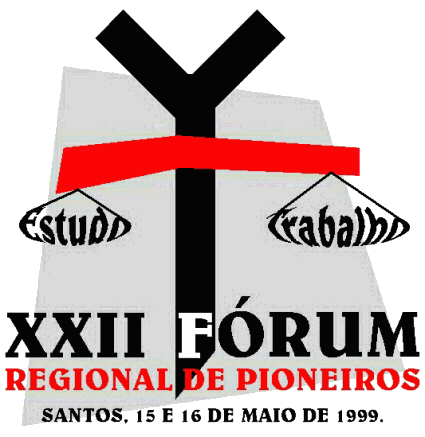 Estudo Trabalho
XXII FÓRUM
REGIONAL DE PIONEIROS
SANTOS, 15 E 16 DE MAIO DE 1999.